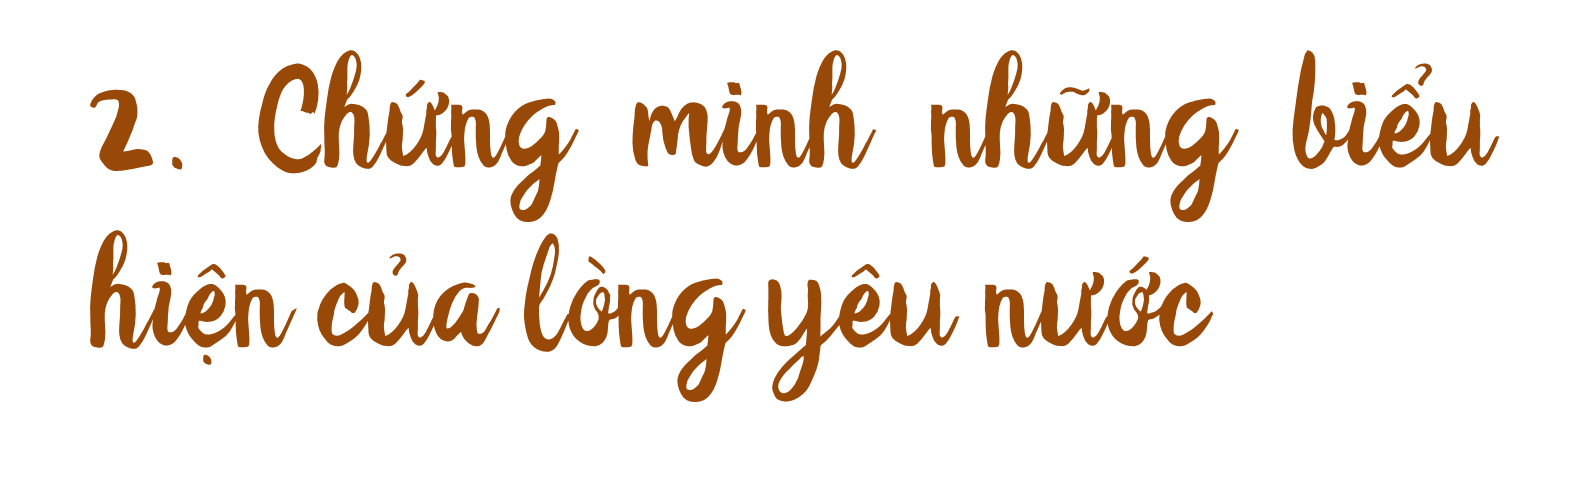 2. Chứng minh những biểu
hiện của lòng yêu nước